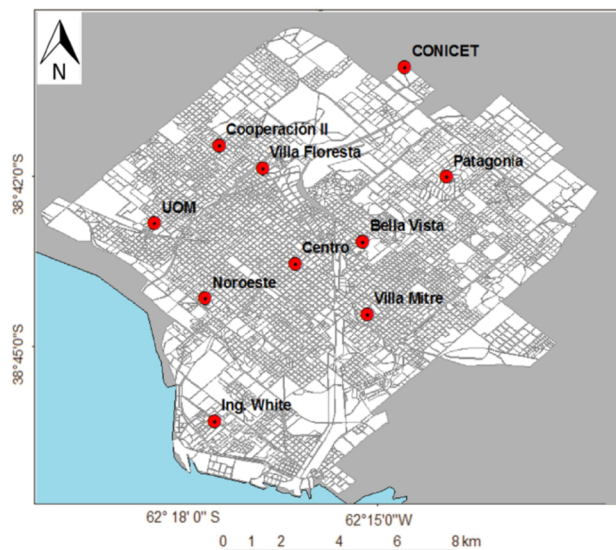 N
CONICET
Cooperación II
Villa Floresta
Patagonia
38°42'0"S
UOM
Bella Vista
Centro
Noroeste
Villa Mitre
38°45'0"S
Ing. White
62°18' 0" S
62°15'0"W
0 1 2 4 6 8 km